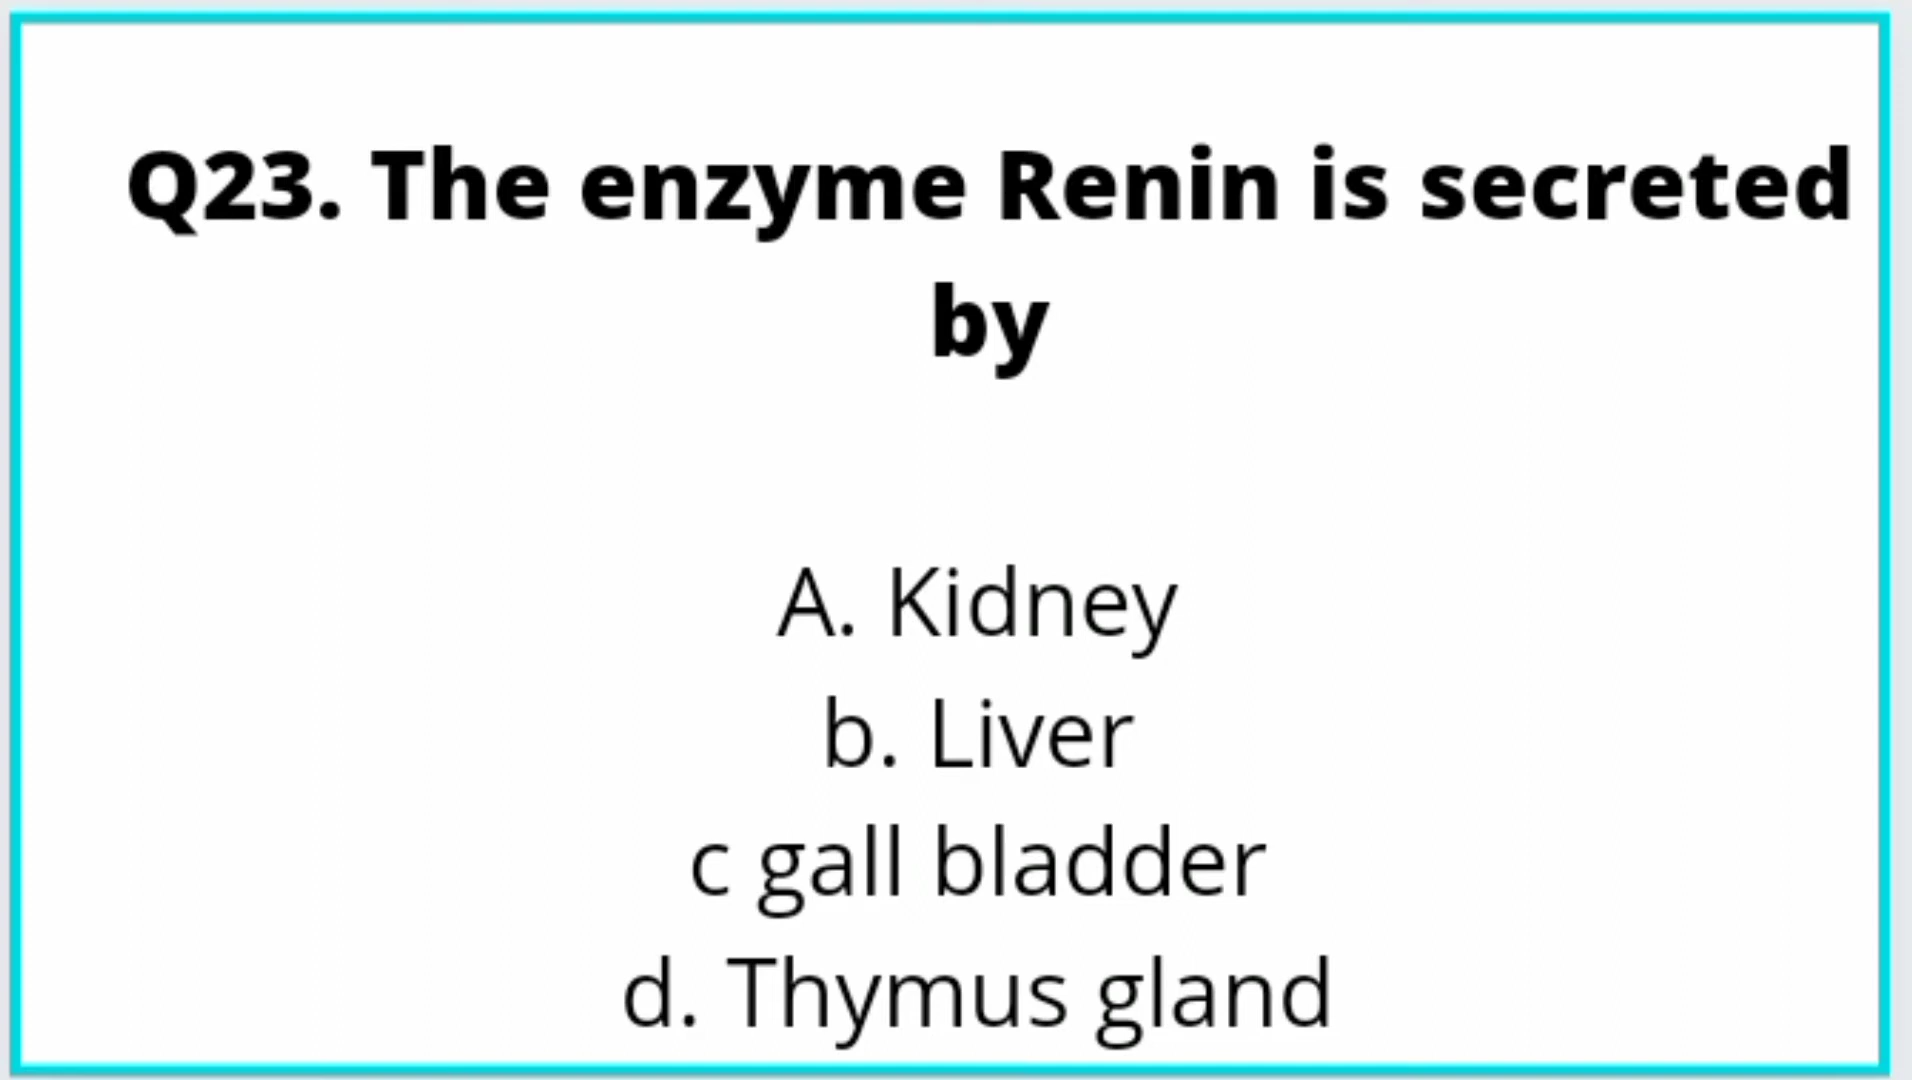 Q23. The enzyme Renin is secreted
by
A. Kidney
b. Liver
c gall bladder
d. Thymus gland